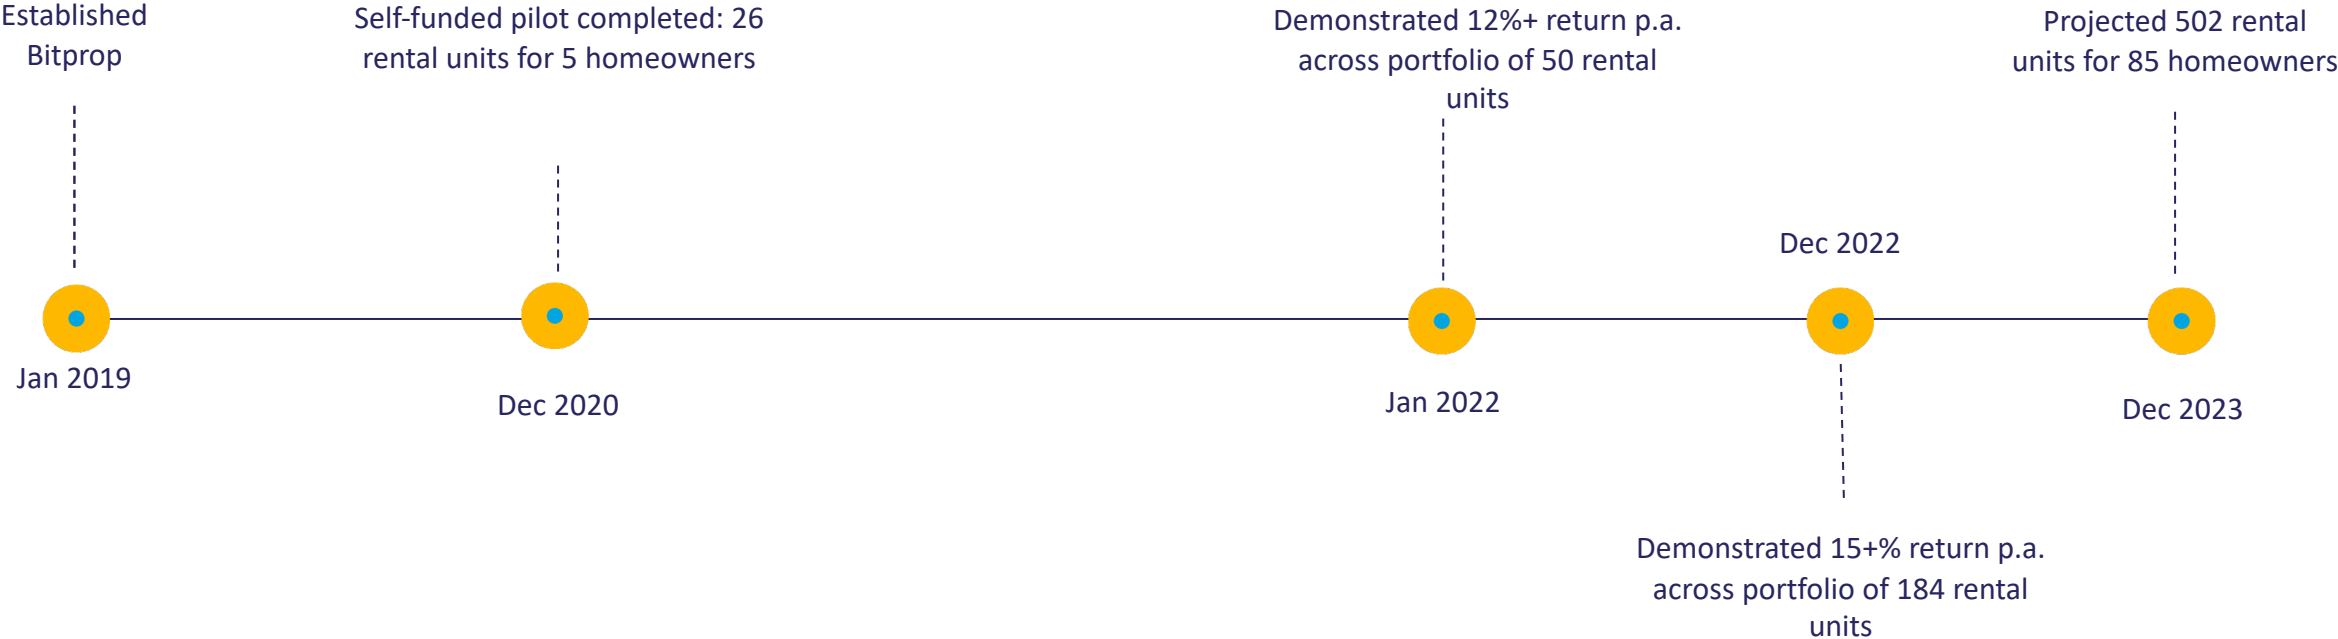 Established
Bitprop
Self-funded pilot completed: 26
rental units for 5 homeowners
Demonstrated 12%+ return p.a.
across portfolio of 50 rental
units
Projected 502 rental
units for 85 homeowners
Dec 2022
Jan 2019
Dec 2020
Jan 2022
Dec 2023
Demonstrated 15+% return p.a.
across portfolio of 184 rental
units